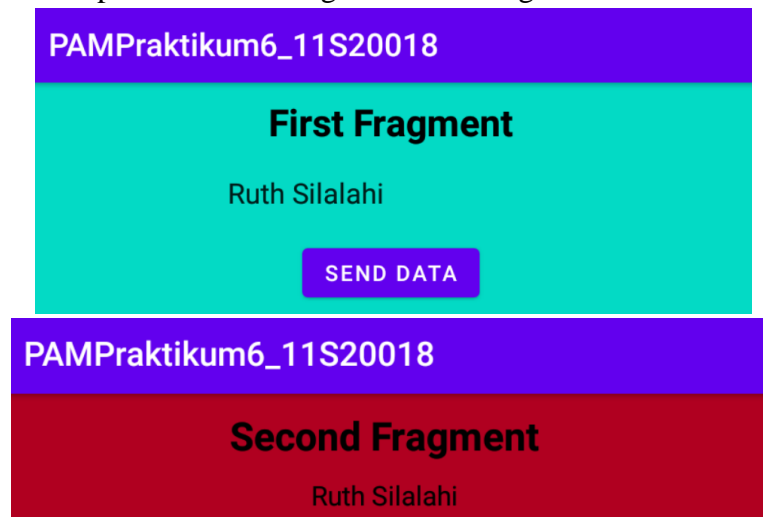 PAMPraktikum6_11S20018
First Fragment
Ruth Silalahi
SEND DATA
PAMPraktikum6_11S20018
Second Fragment
Ruth Silalahi